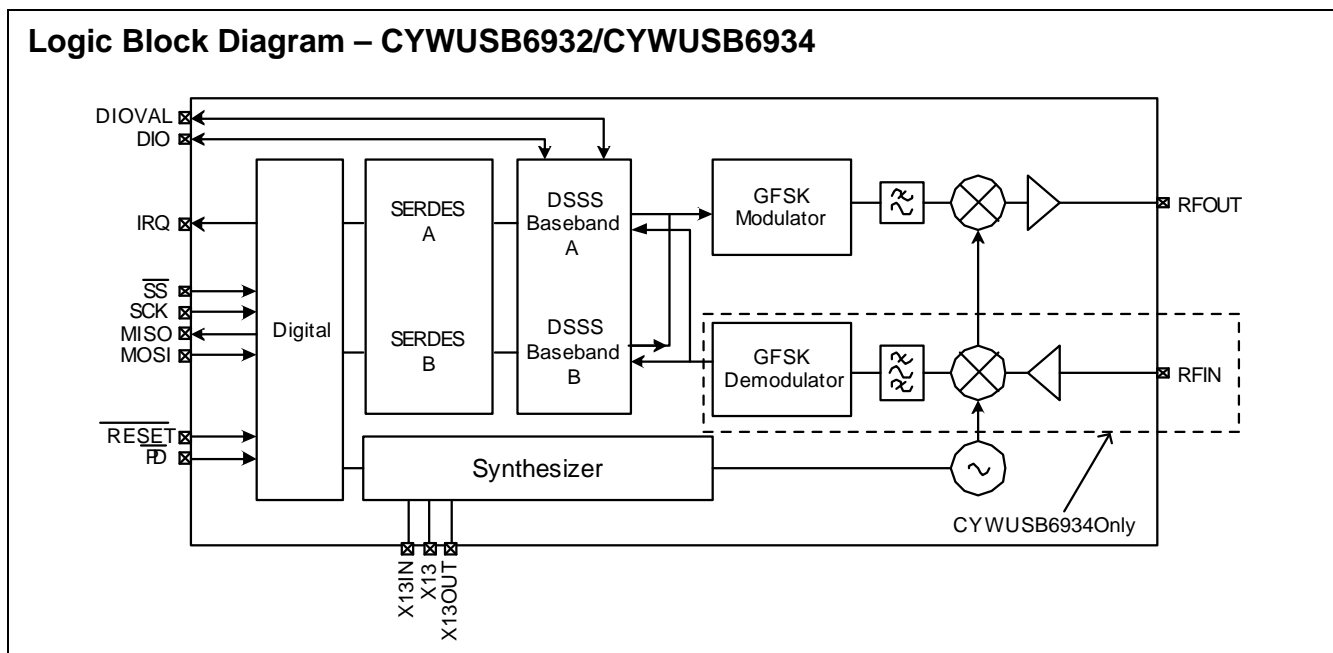 Logic Block Diagram – CYWUSB6932/CYWUSB6934
DIOVAL
DIO
IRQ
SS
SCK
MISO
MOSI
RESET
PD
Digital
SERDES
A
SERDES
B
DSSS
Baseband
A
DSSS
Baseband
B
GFSK
Modulator
GFSK
Demodulator
RFOUT
RFIN
Synthesizer
CYWUSB6934Only
X13IN
X13
X13OUT